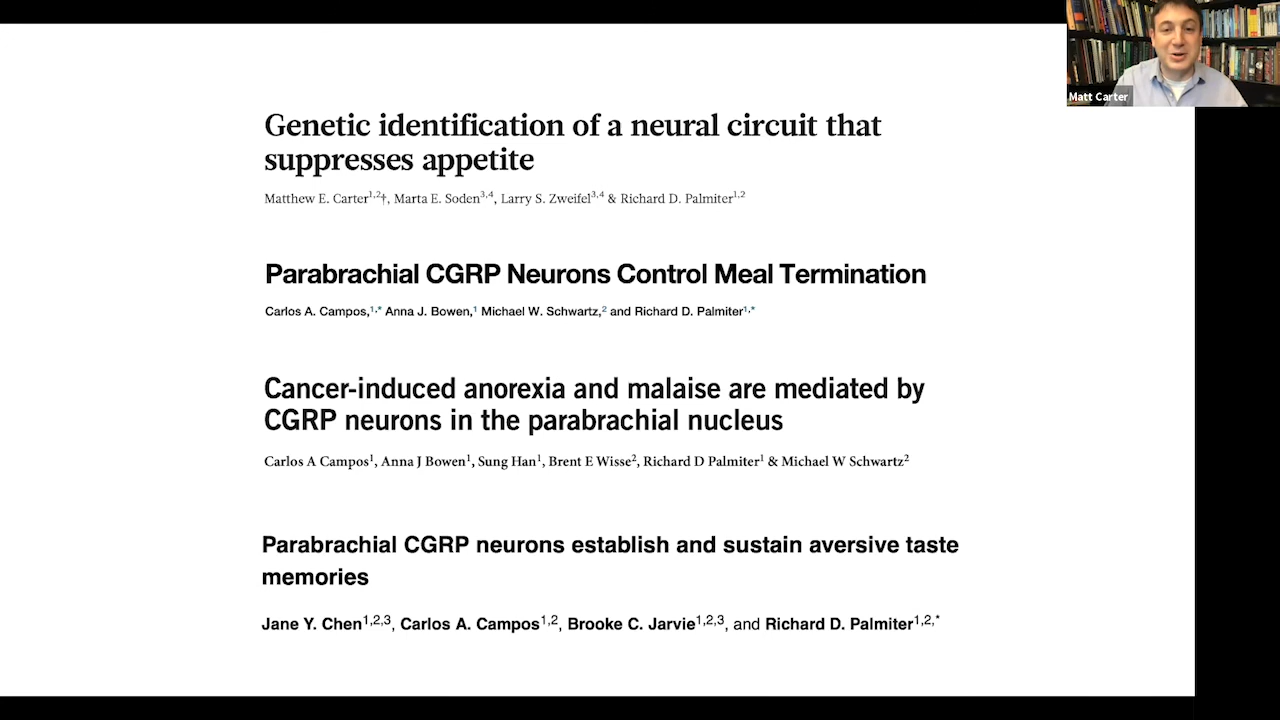 Matt Carter
Genetic identification of a neural circuit that
suppresses appetite
Matthew E. Carter1,2†, Marta E. Soden3,4, Larry S. Zweifel3,4 & Richard D. Palmiter1,2
Parabrachial CGRP Neurons Control Meal Termination
Carlos A. Campos,1,* Anna J. Bowen,1 Michael W. Schwartz,2 and Richard D. Palmiter1,*
Cancer-induced anorexia and malaise are mediated by
CGRP neurons in the parabrachial nucleus
Carlos A Campos1, Anna J Bowen1, Sung Han1, Brent E Wisse2, Richard D Palmiter1 & Michael W Schwartz2
Parabrachial CGRP neurons establish and sustain aversive taste
memories
Jane Y. Chen1,2,3, Carlos A. Campos1,2, Brooke C. Jarvie1,2,3, and Richard D. Palmiter1,2,*